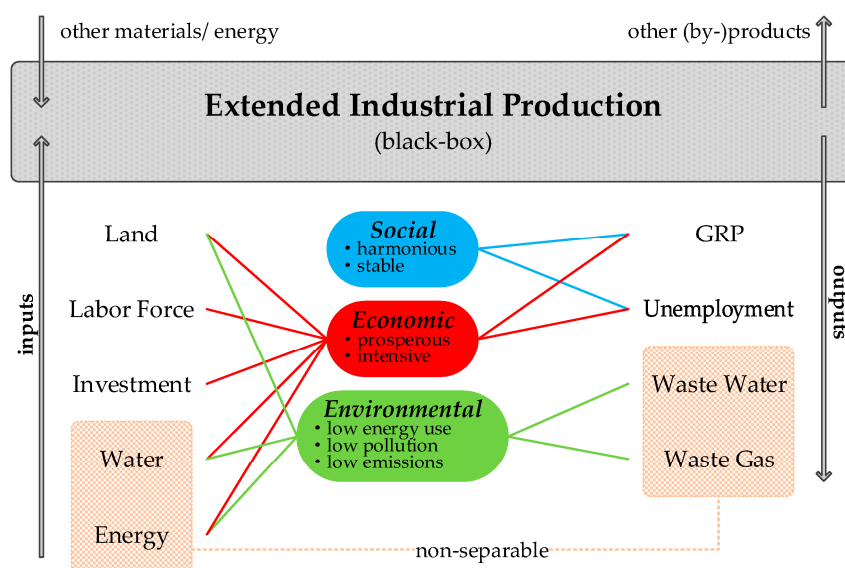 other materials/ energy
other (by-)products
Extended Industrial Production
(black-box)
inputs
Land
Labor Force
Investment
Water
Energy
Social
• harmonious
• stable
Economic
• prosperous
• intensive
Environmental
• low energy use
• low pollution
• low emissions
GRP
Unemployment
Waste Water
Waste Gas
outputs
non-separable